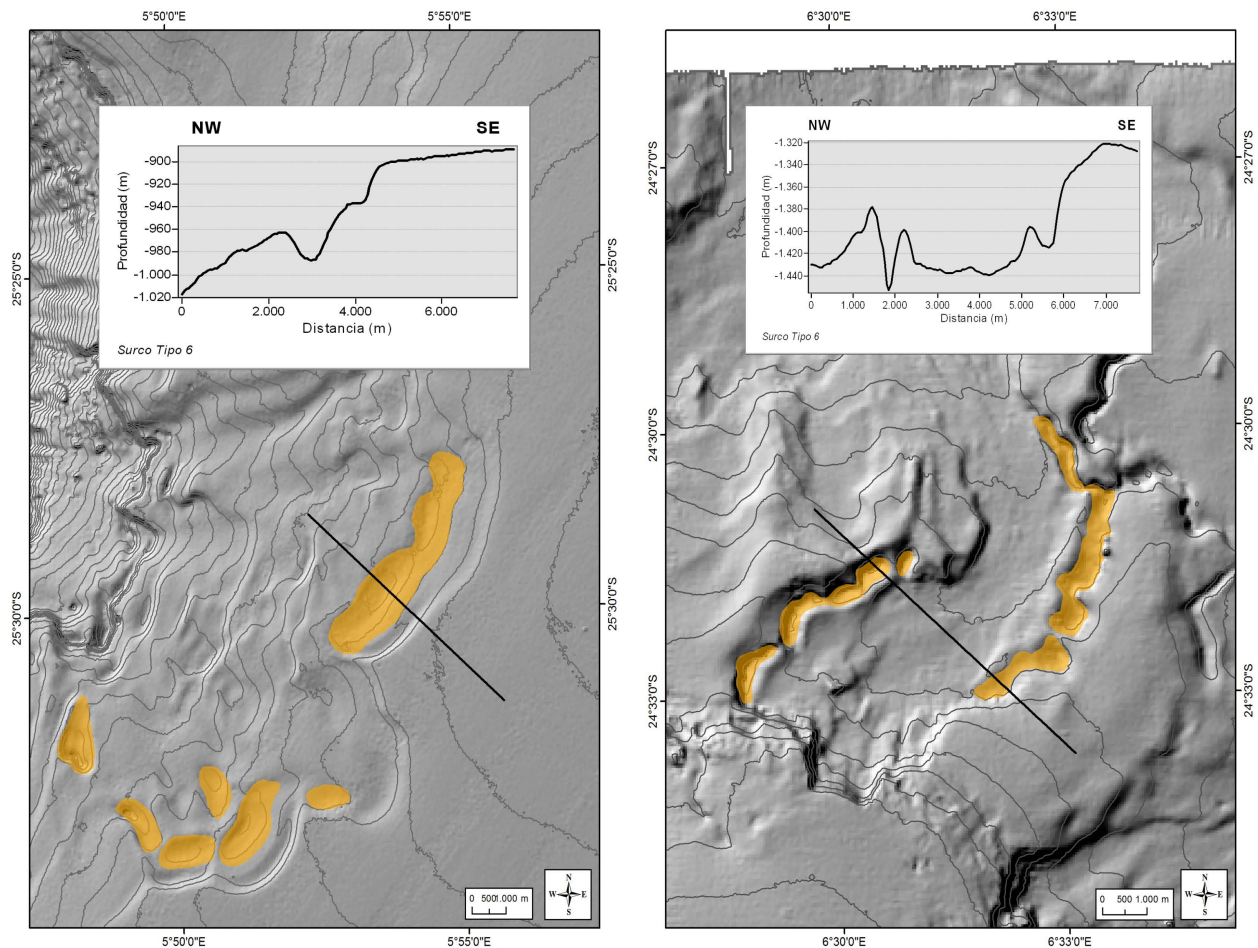 5°50'0"E 5°55'0"E
NW SE
-900
-920
-940
-960
-980
-1.000
-1.020
Profundidad (m)
0 2.000 4.000 6.000
Distancia (m)
Surco Tipo 6
25°25'0"S 25°25'0"S
25°30'0"S 25°30'0"S
0 500 1.000 m
N
W E
S
5°50'0"E 5°55'0"E
6°30'0"E 6°33'0"E
NW SE
-1.320
-1.340
-1.360
-1.380
-1.400
-1.420
-1.440
Profundidad (m)
0 1.000 2.000 3.000 4.000 5.000 6.000 7.000
Distancia (m)
Surco Tipo 6
24°27'0"S 24°27'0"S
24°30'0"S 24°30'0"S
24°33'0"S 24°33'0"S
0 500 1.000 m
N
W E
S
6°30'0"E 6°33'0"E